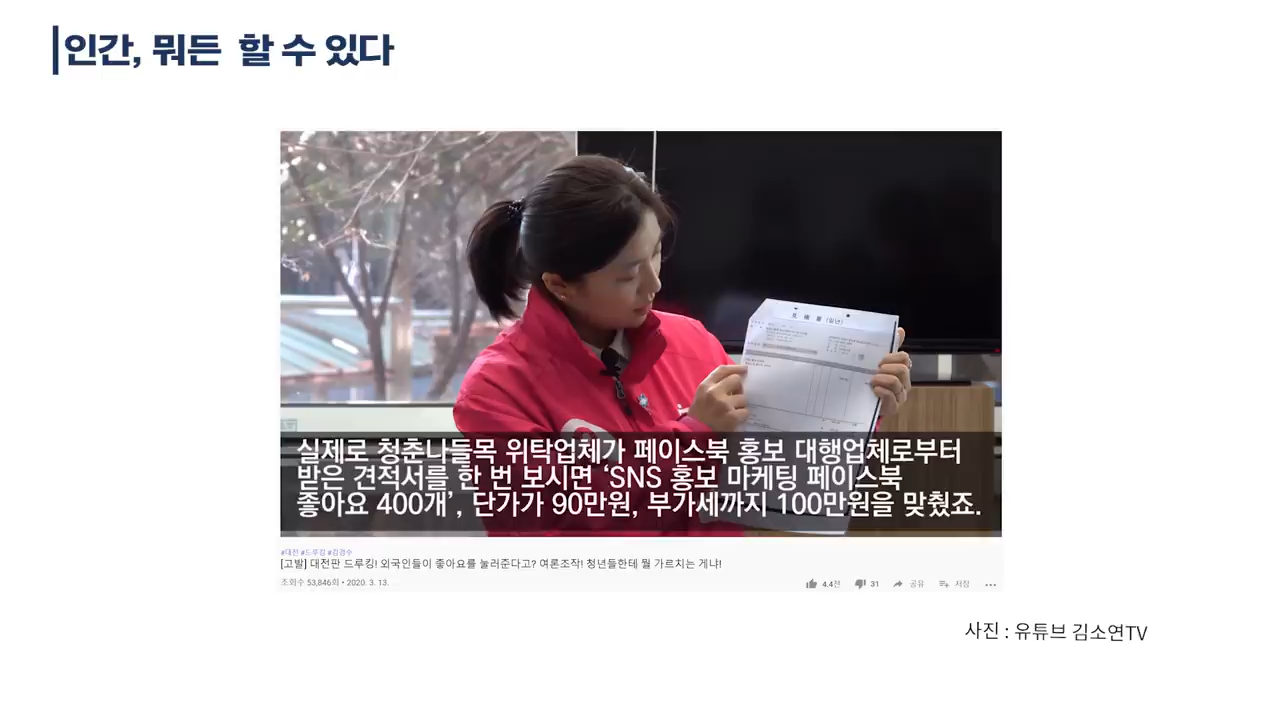 인간, 뭐든 할 수 있다
실제로 청춘나들목 위탁업체가 페이스북 홍보 대행업체로부터
받은 견적서를 한 번 보시면 ‘SNS 홍보 마케팅 페이스북
좋아요 400개’, 단가가 90만원, 부가세까지 100만원을 맞췄죠.
#대전 #드루킹 #김경수
[고발] 대전판 드루킹! 외국인들이 좋아요를 눌러준다고? 여론조작! 청년들한테 뭘 가르치는 게냐!
조회수 53,846회 • 2020. 3. 13. 4.4천 31 공유 저장
사진 : 유튜브 김소연TV